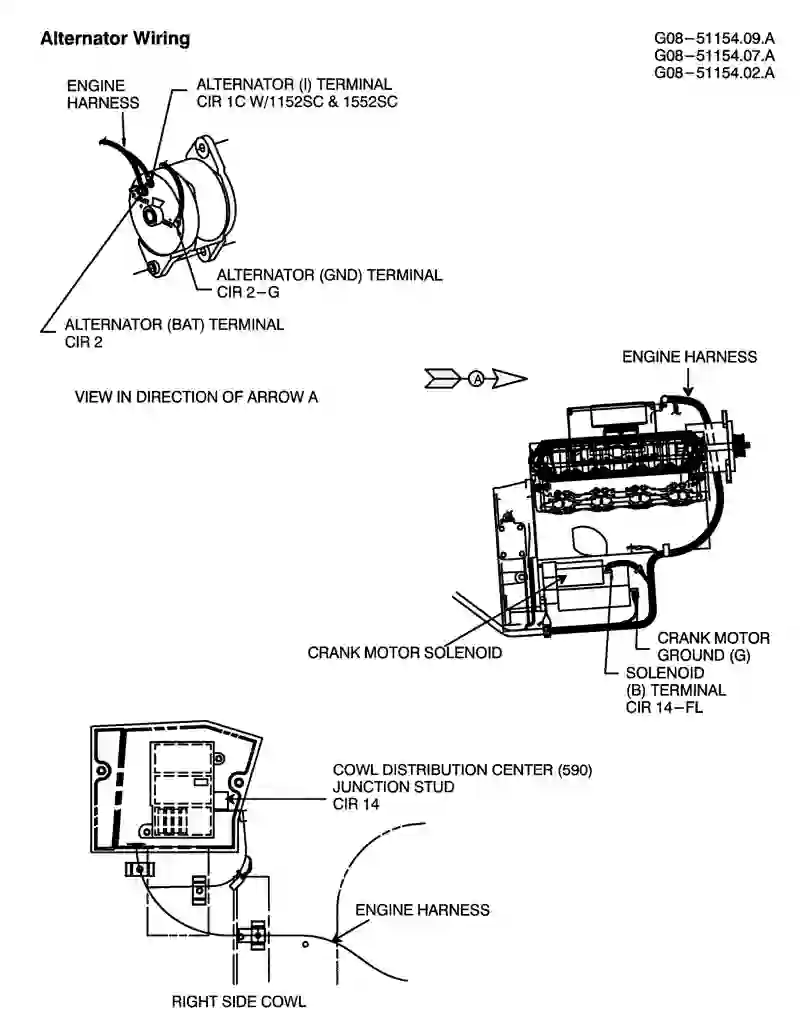 Alternator Wiring
G08-51154.09.A
G08-51154.07.A
G08-51154.02.A
ENGINE
HARNESS
ALTERNATOR (I) TERMINAL
CIR 1C W/1152SC & 1552SC
ALTERNATOR (GND) TERMINAL
CIR 2-G
ALTERNATOR (BAT) TERMINAL
CIR 2
VIEW IN DIRECTION OF ARROW A
A
ENGINE HARNESS
CRANK MOTOR SOLENOID
CRANK MOTOR
GROUND (G)
SOLENOID
(B) TERMINAL
CIR 14-FL
COWL DISTRIBUTION CENTER (590)
JUNCTION STUD
CIR 14
ENGINE HARNESS
RIGHT SIDE COWL